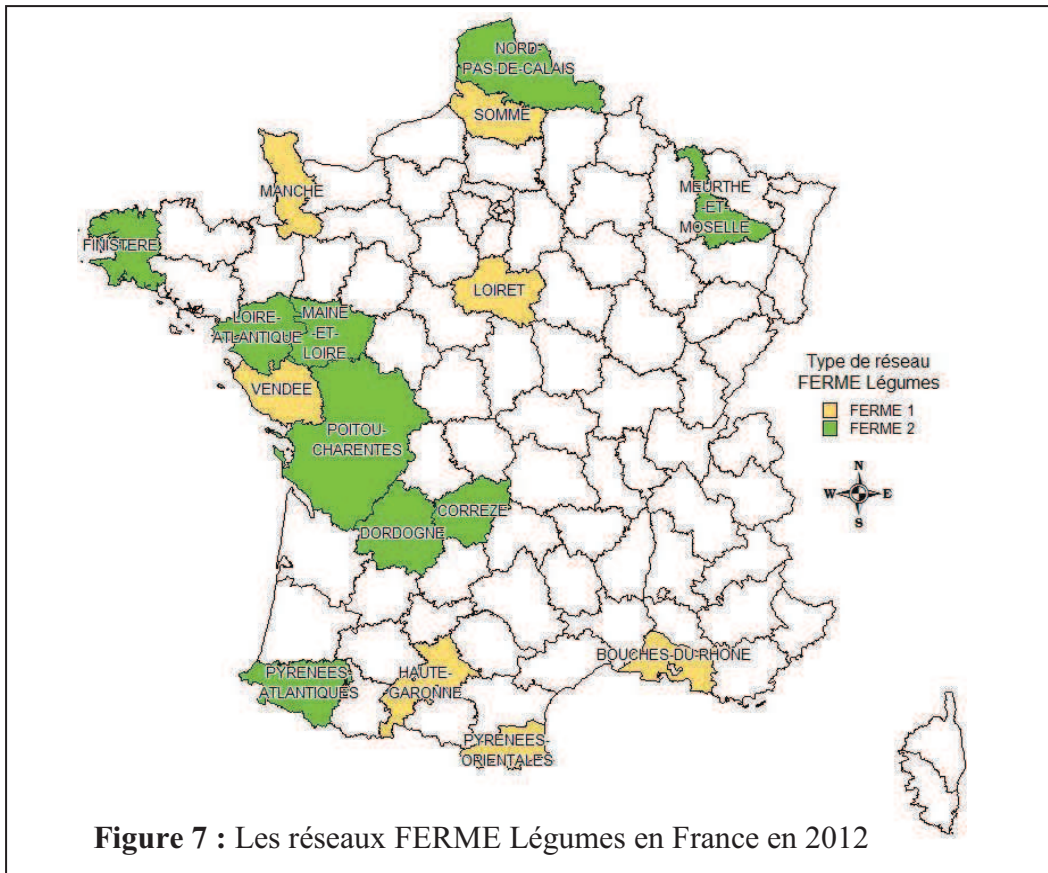 NORD-
PAS-DE-CALAIS
SOMME
MANCHE
MEURTHE
-ET-
MOSELLE
FINISTERE
LOIRET
LOIRE-
ATLANTIQUE
MAINE
-ET-
LOIRE
VENDEE
POITOU-
CHARENTES
CORREZE
DORDOGNE
Type de réseau
FERME Légumes
FERME 1
FERME 2
N
W
E
S
BOUCHES-DU-RHONE
PYRENEES-
ATLANTIQUES
HAUTE-
GARONNE
PYRENEES-
ORIENTALES
Figure 7 : Les réseaux FERME Légumes en France en 2012